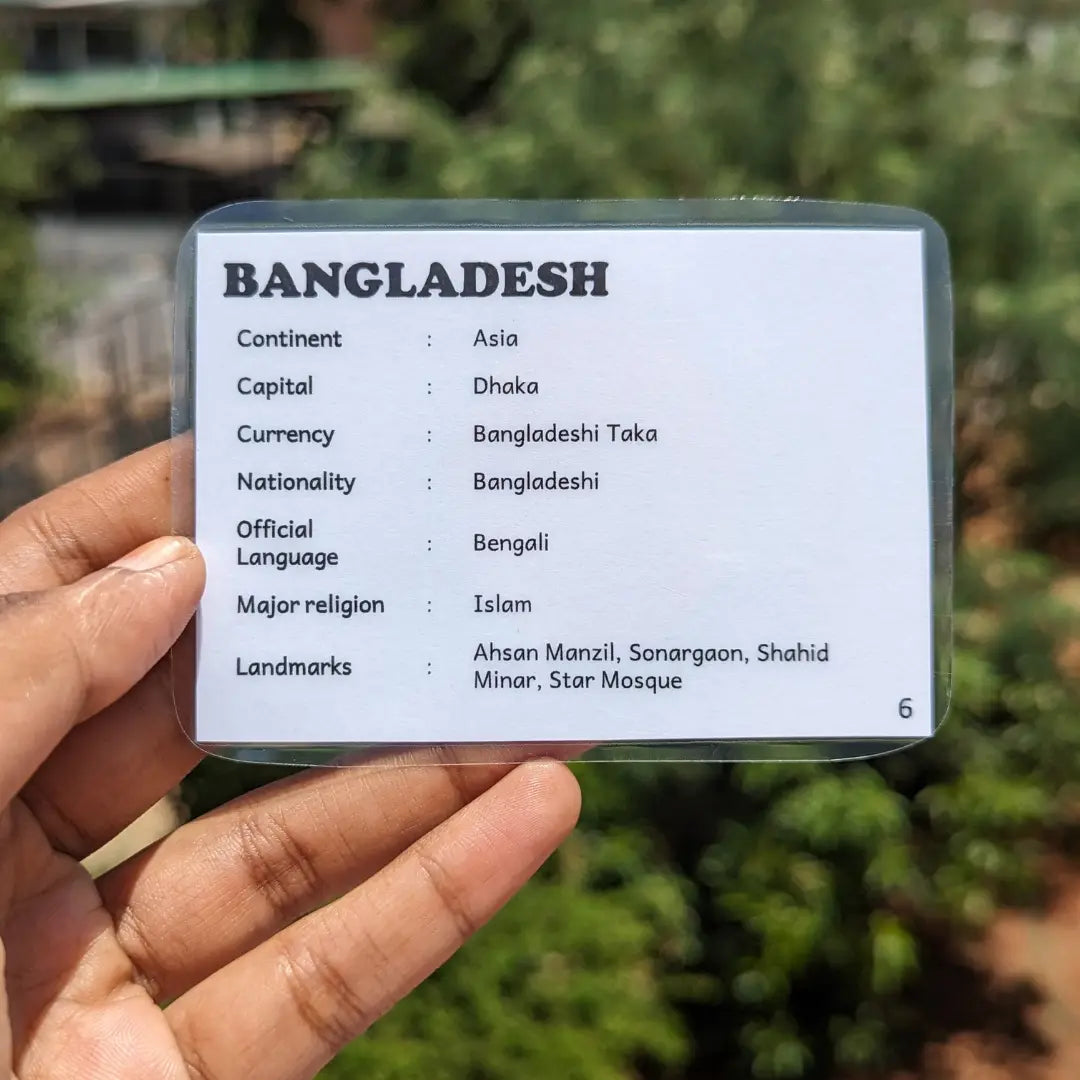 BANGLADESH
Continent : Asia
Capital : Dhaka
Currency : Bangladeshi Taka
Nationality : Bangladeshi
Official
Language : Bengali
Major religion : Islam
Landmarks : Ahsan Manzil, Sonargaon, Shahid
Minar, Star Mosque
6